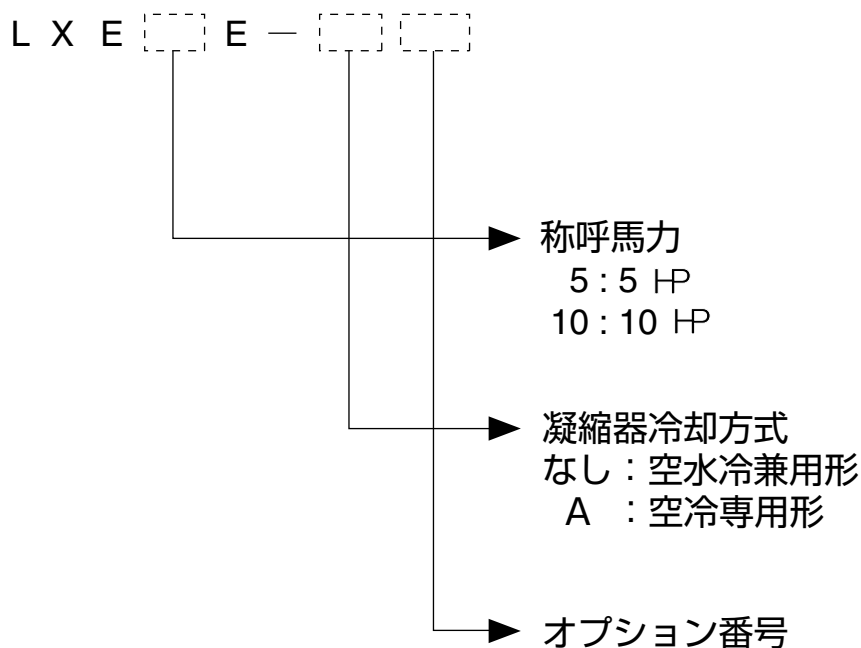 LXE E-
称呼馬力
5:5 HP
10:10 HP
凝縮器冷却方式
なし:空水冷兼用形
A :空冷専用形
オプション番号